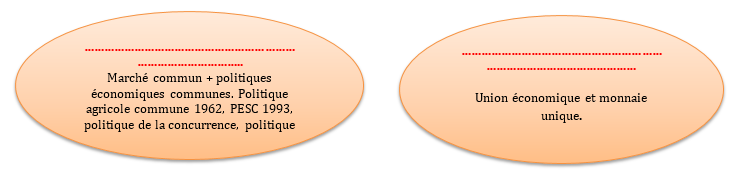 ................................................................
................................
Marché commun + politiques
économiques communes. Politique
agricole commune 1962, PESC 1993,
politique de la concurrence, politique
.............................................................
.............................................
Union économique et monnaie
unique.